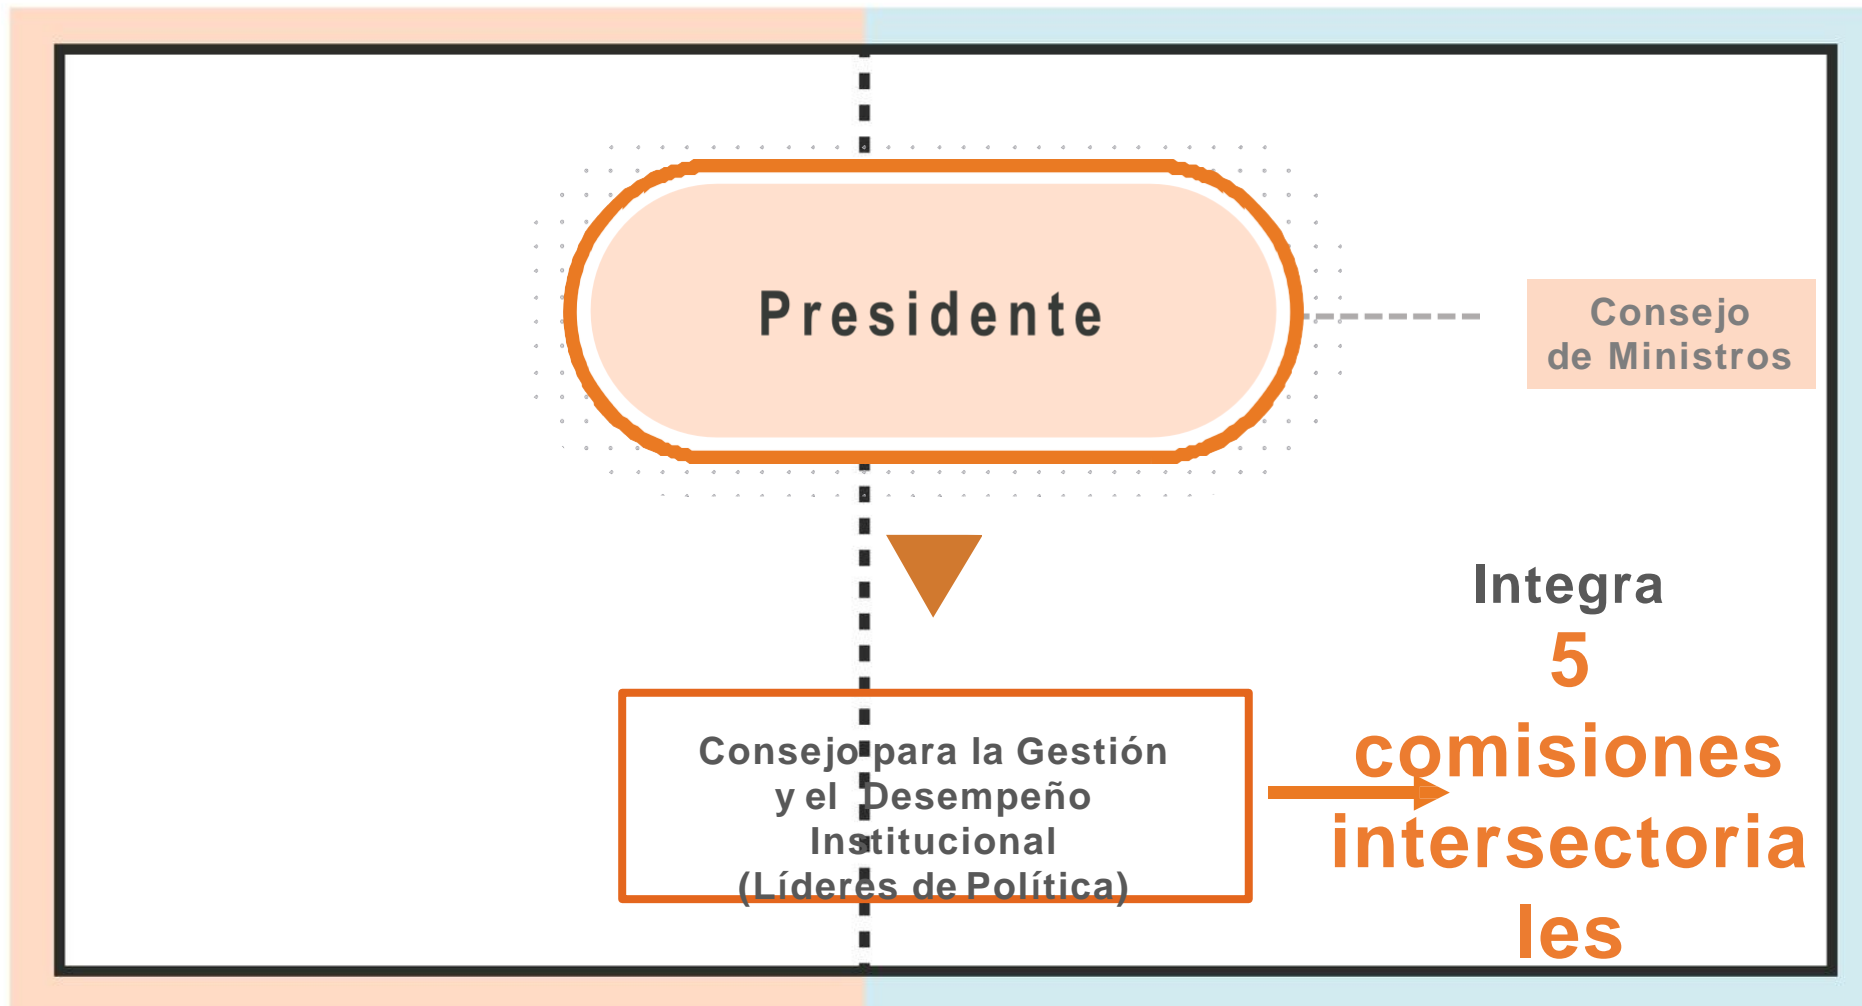 Presidente
Consejo
de Ministros
Integra
5
comisiones
intersectoria
les
Consejo para la Gestión
y el Desempeño
Institucional
(Líderes de Política)